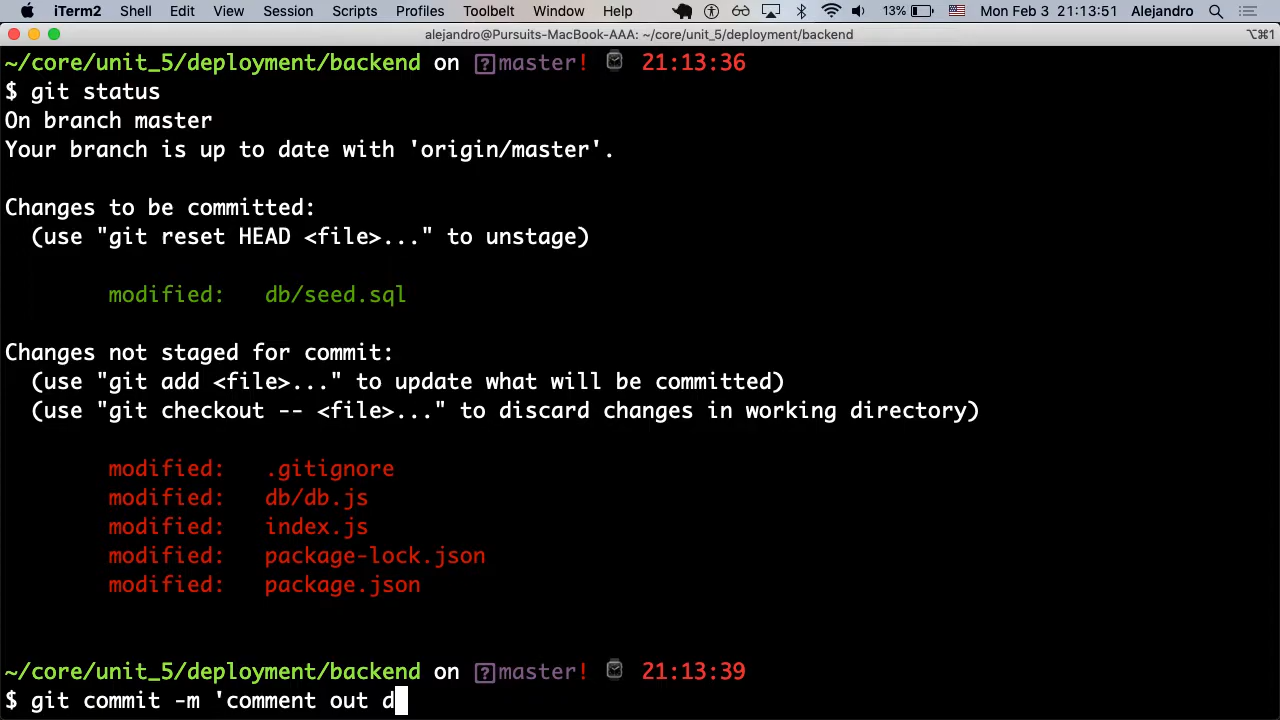 iTerm2 Shell Edit View Session Scripts Profiles Toolbelt Window Help 13% Mon Feb 3 21:13:51 Alejandro
alejandro@Pursuits-MacBook-AAA: ~/core/unit_5/deployment/backend ⌥⌘1
~/core/unit_5/deployment/backend on ?master! 21:13:36
$ git status
On branch master
Your branch is up to date with 'origin/master'.
Changes to be committed:
(use "git reset HEAD <file>..." to unstage)
modified: db/seed.sql
Changes not staged for commit:
(use "git add <file>..." to update what will be committed)
(use "git checkout -- <file>..." to discard changes in working directory)
modified: .gitignore
modified: db/db.js
modified: index.js
modified: package-lock.json
modified: package.json
~/core/unit_5/deployment/backend on ?master! 21:13:39
$ git commit -m 'comment out d